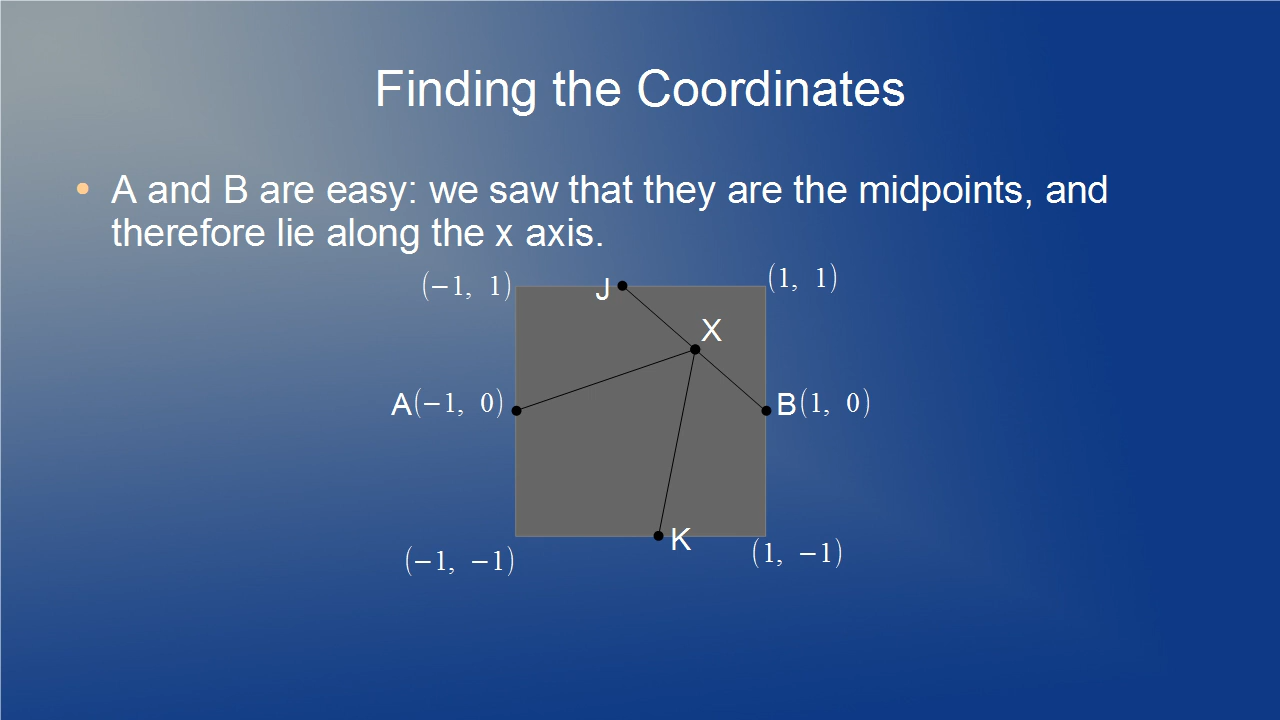 Finding the Coordinates
• A and B are easy: we saw that they are the midpoints, and
therefore lie along the x axis.
(−1, 1) J (1, 1)
X
A(−1, 0) B(1, 0)
K
(−1, −1) (1, −1)